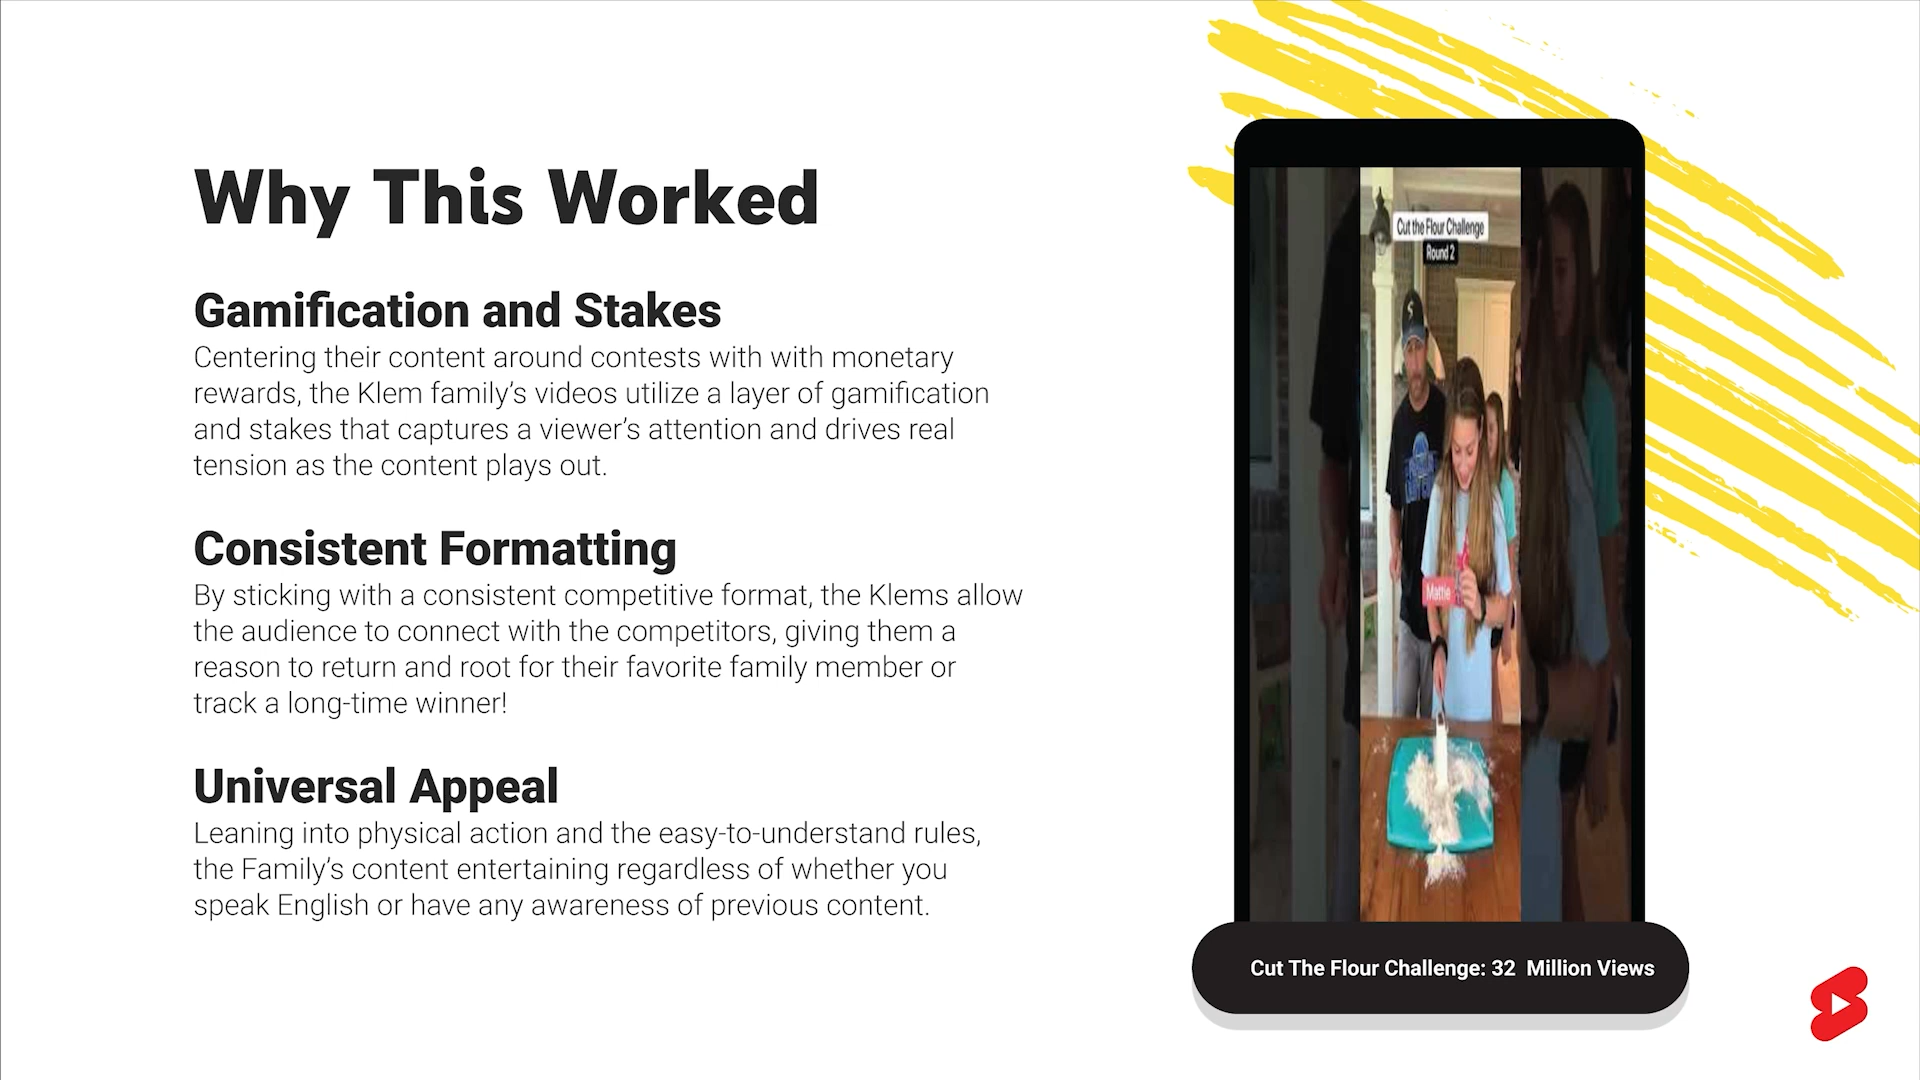 Why This Worked
Gamification and Stakes
Centering their content around contests with with monetary
rewards, the Klem family's videos utilize a layer of gamification
and stakes that captures a viewer's attention and drives real
tension as the content plays out.
Consistent Formatting
By sticking with a consistent competitive format, the Klems allow
the audience to connect with the competitors, giving them a
reason to return and root for their favorite family member or
track a long-time winner!
Universal Appeal
Leaning into physical action and the easy-to-understand rules,
the Family's content entertaining regardless of whether you
speak English or have any awareness of previous content.
Cut the Flour Challenge
Round 2
S
Mattie
Cut The Flour Challenge: 32 Million Views